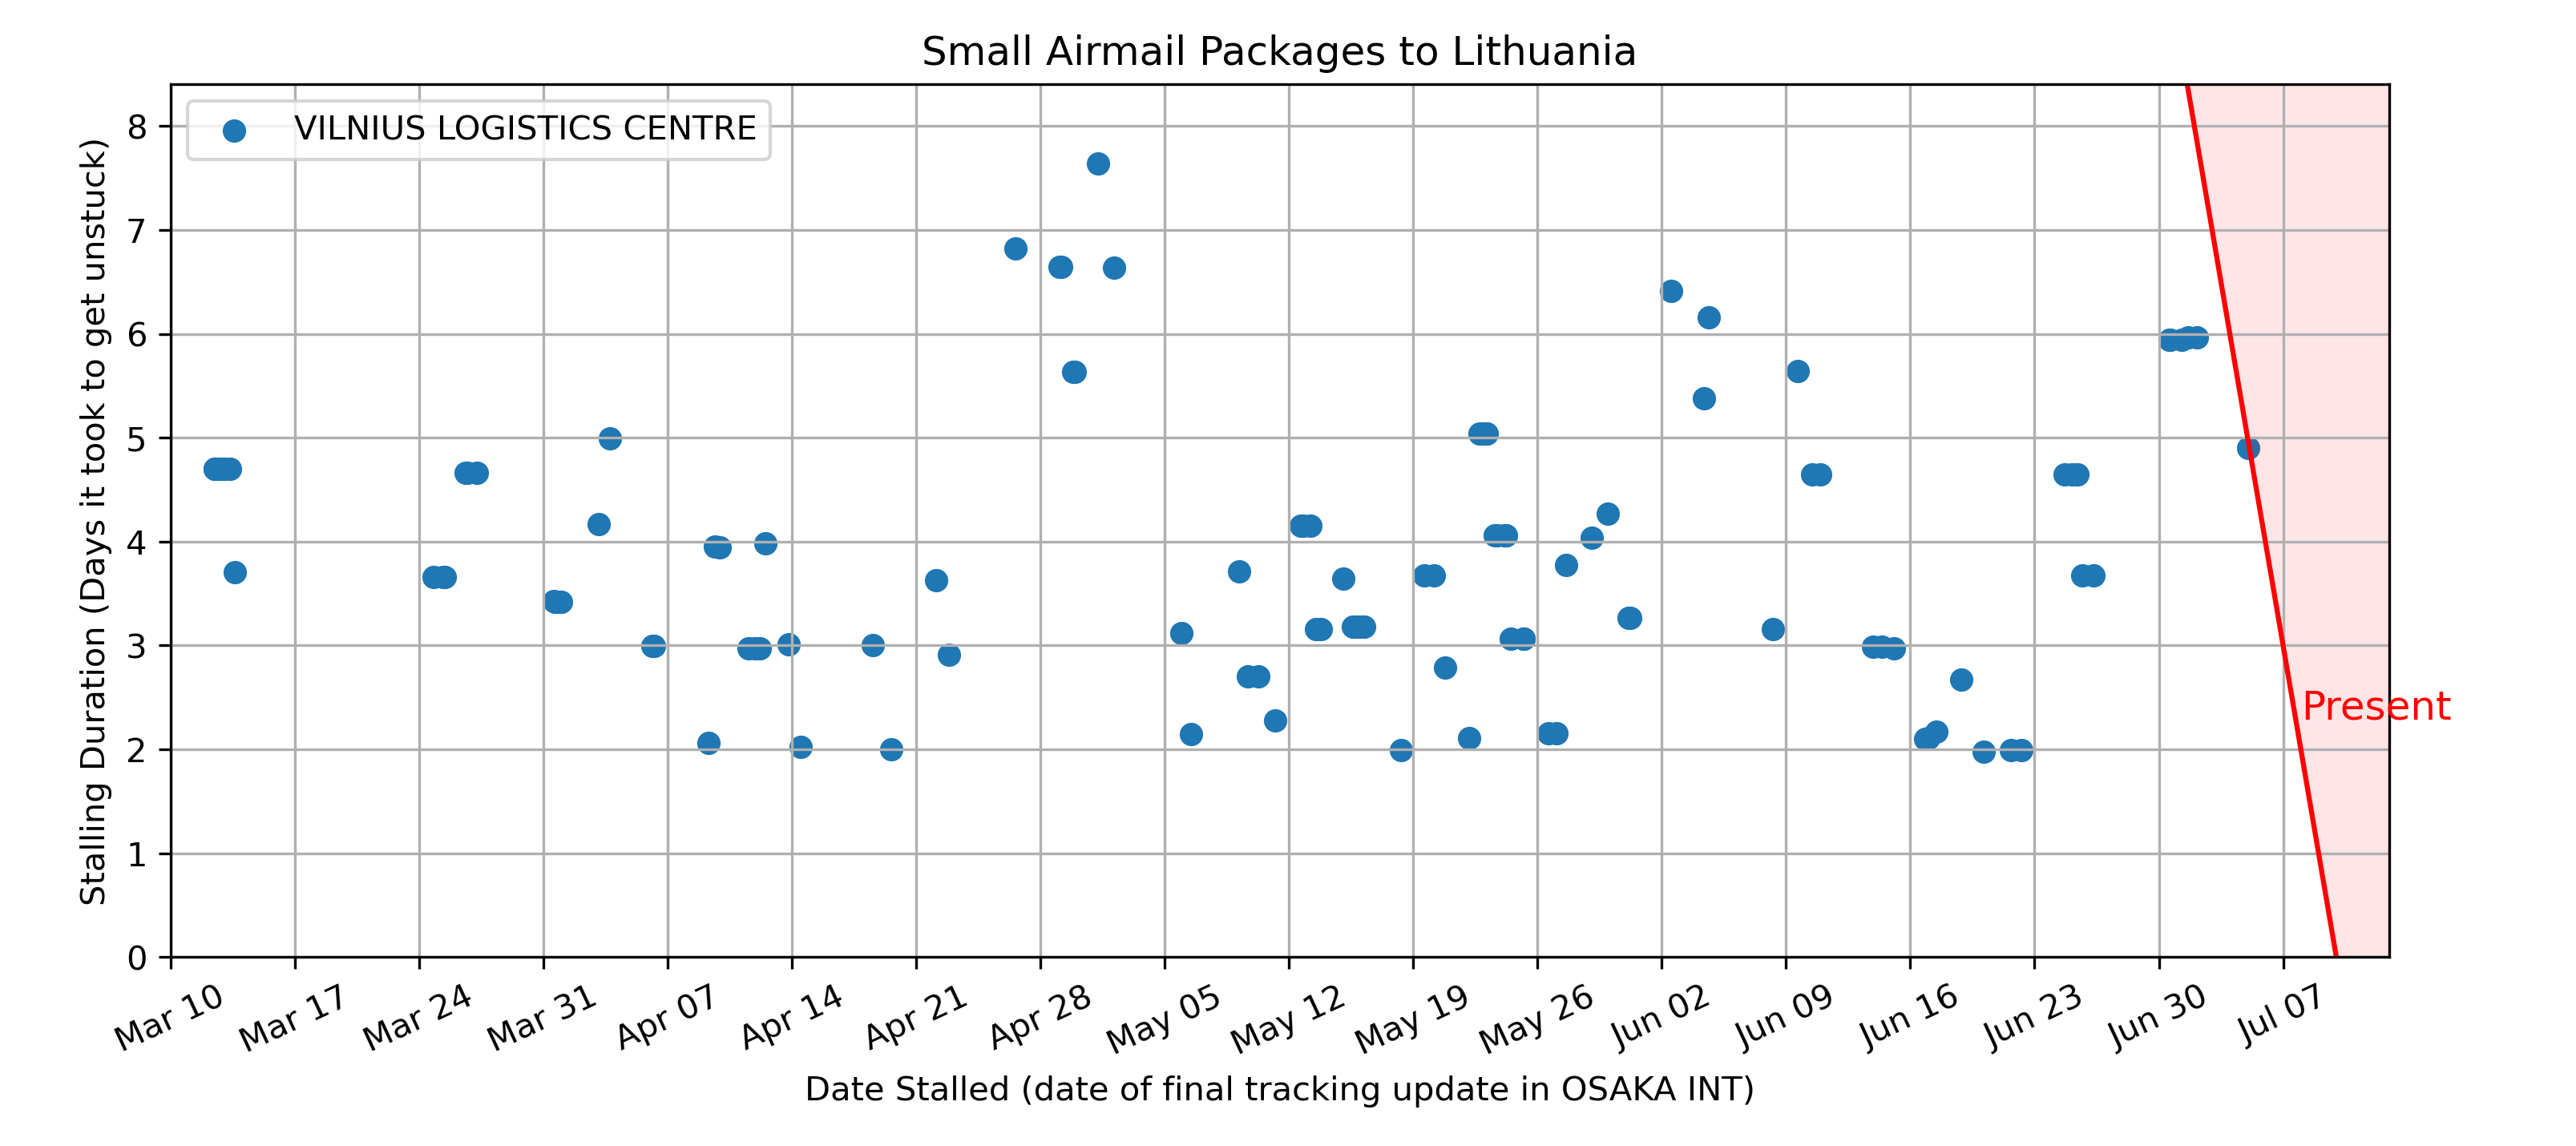 Small Airmail Packages to Lithuania
VILNIUS LOGISTICS CENTRE
Stalling Duration (Days it took to get unstuck)
8
7
6
5
4
3
2
1
0
Present
Mar 10 Mar 17 Mar 24 Mar 31 Apr 07 Apr 14 Apr 21 Apr 28 May 05 May 12 May 19 May 26 Jun 02 Jun 09 Jun 16 Jun 23 Jun 30 Jul 07
Date Stalled (date of final tracking update in OSAKA INT)